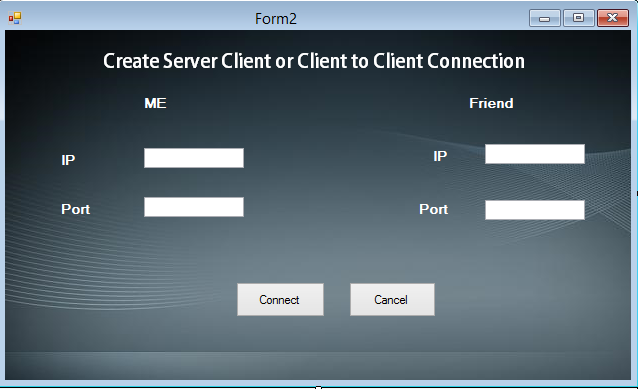 Form2
Create Server Client or Client to Client Connection
ME Friend
IP IP
Port Port
Connect Cancel